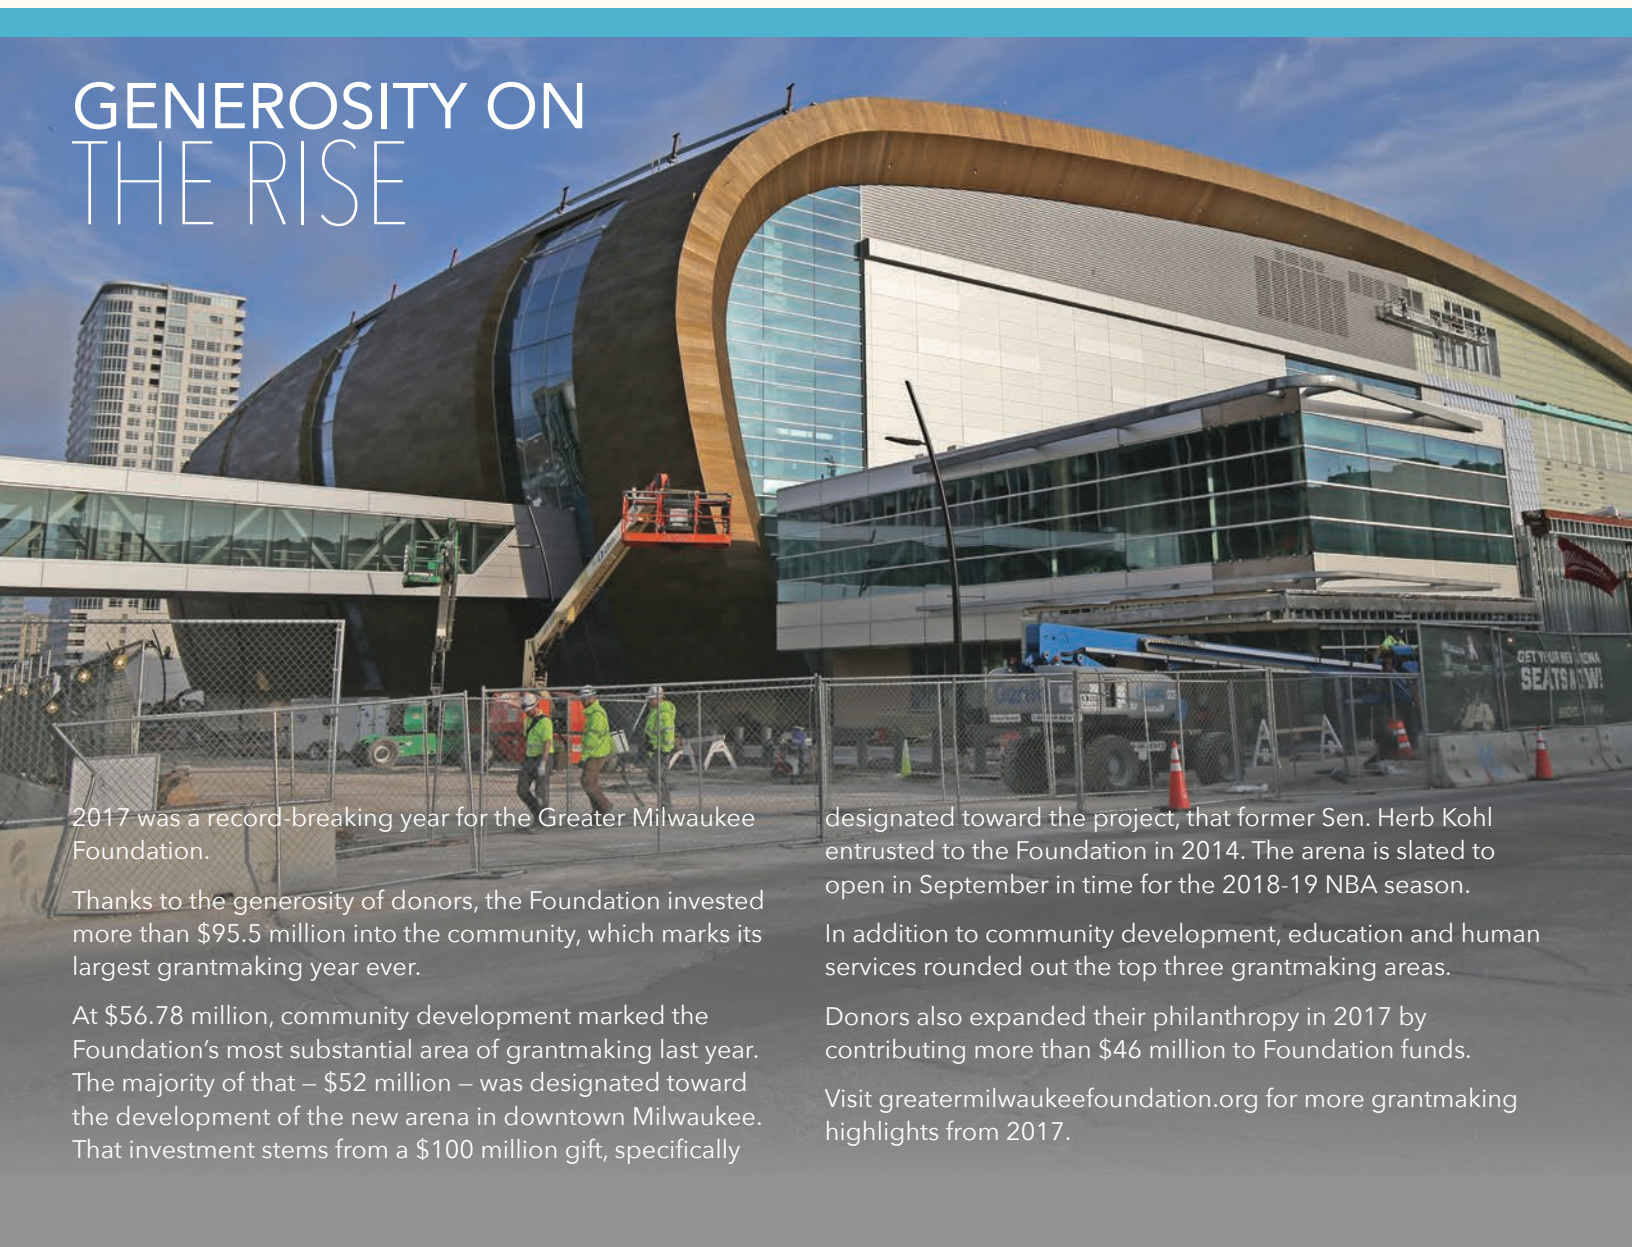 GENEROSITY ON
THE RISE
GET YOUR NEW ARENA
SEATS NOW!
2017 was a record-breaking year for the Greater Milwaukee
Foundation.
Thanks to the generosity of donors, the Foundation invested
more than $95.5 million into the community, which marks its
largest grantmaking year ever.
At $56.78 million, community development marked the
Foundation’s most substantial area of grantmaking last year.
The majority of that – $52 million – was designated toward
the development of the new arena in downtown Milwaukee.
That investment stems from a $100 million gift, specifically
designated toward the project, that former Sen. Herb Kohl
entrusted to the Foundation in 2014. The arena is slated to
open in September in time for the 2018-19 NBA season.
In addition to community development, education and human
services rounded out the top three grantmaking areas.
Donors also expanded their philanthropy in 2017 by
contributing more than $46 million to Foundation funds.
Visit greatermilwaukeefoundation.org for more grantmaking
highlights from 2017.